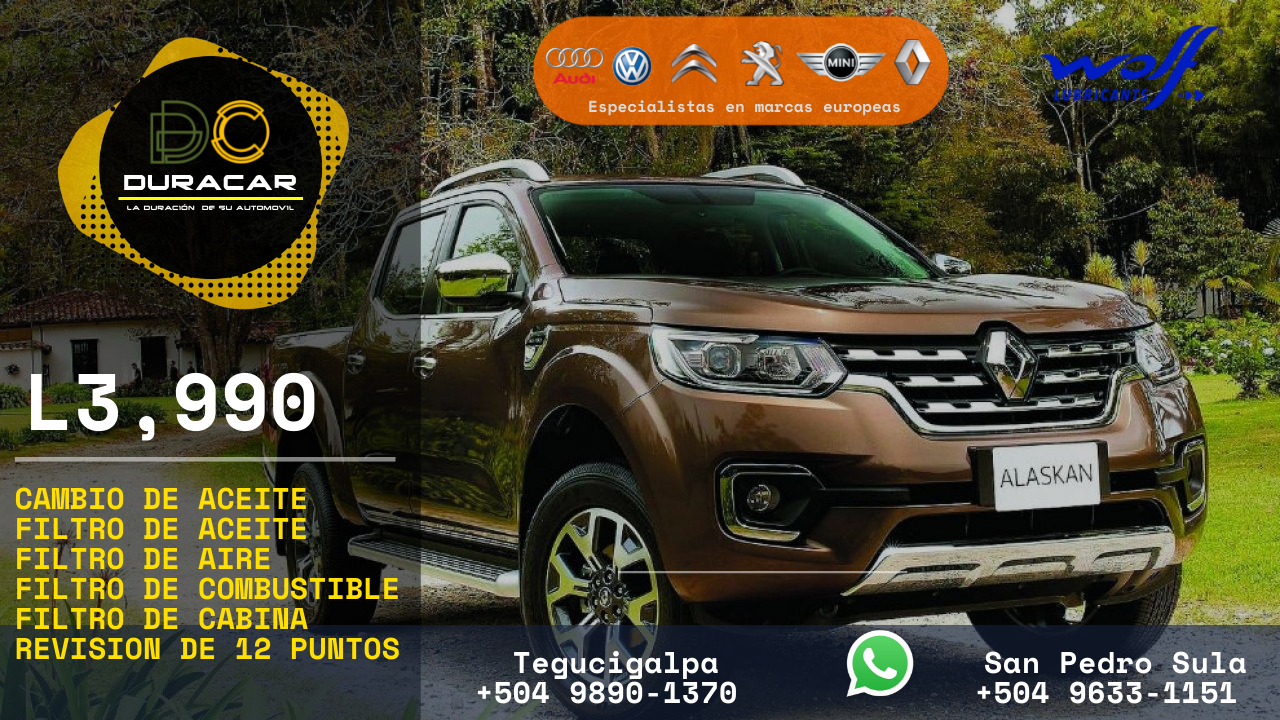 DC
DURACAR
LA DURACIÓN DE SU AUTOMOVIL
Audi
MINI
Especialistas en marcas europeas
wolf
LUBRICANTS
L3,990
CAMBIO DE ACEITE
FILTRO DE ACEITE
FILTRO DE AIRE
FILTRO DE COMBUSTIBLE
FILTRO DE CABINA
REVISION DE 12 PUNTOS
ALASKAN
Tegucigalpa
+504 9890-1370
San Pedro Sula
+504 9633-1151